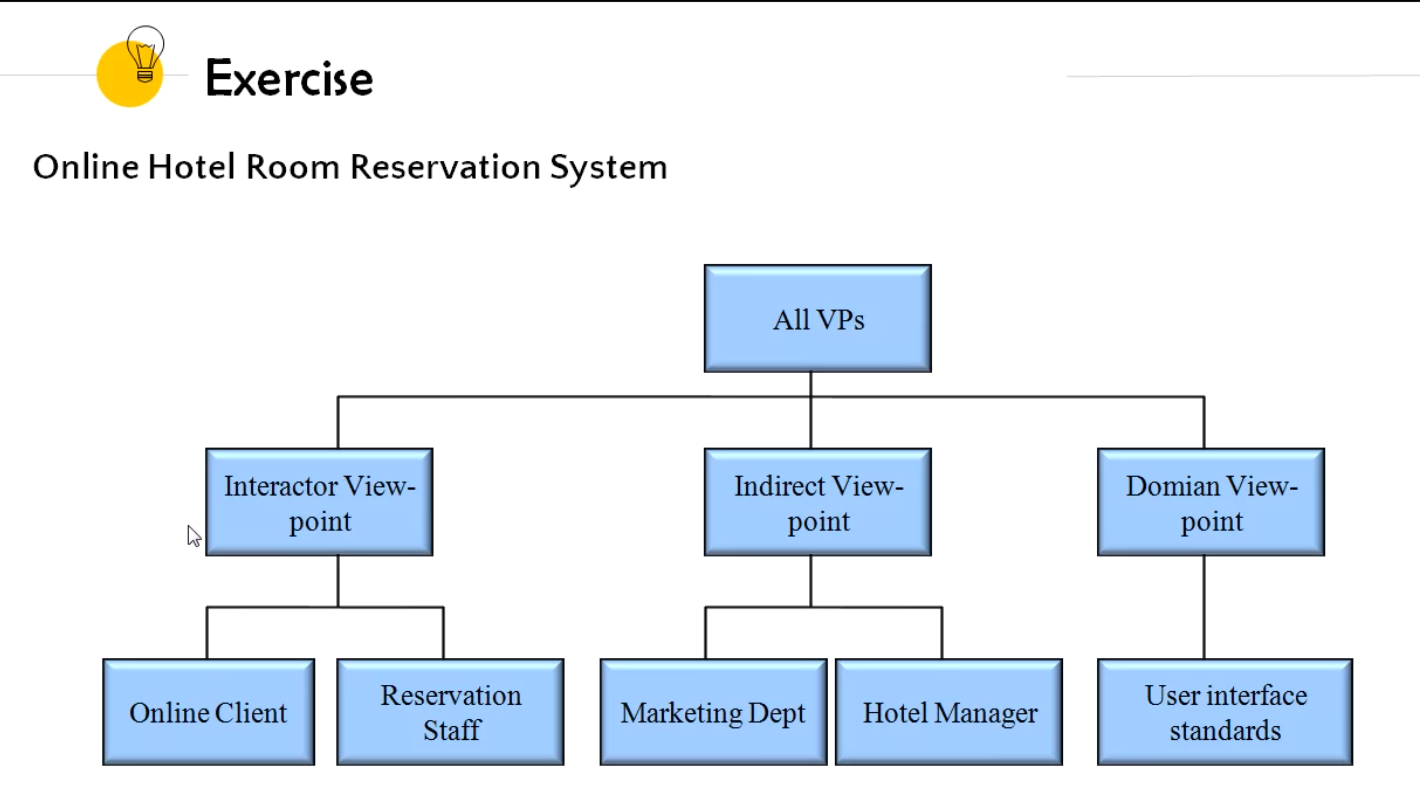 Exercise
Online Hotel Room Reservation System
All VPs
Interactor View-
point
Indirect View-
point
Domian View-
point
Online Client
Reservation
Staff
Marketing Dept
Hotel Manager
User interface
standards